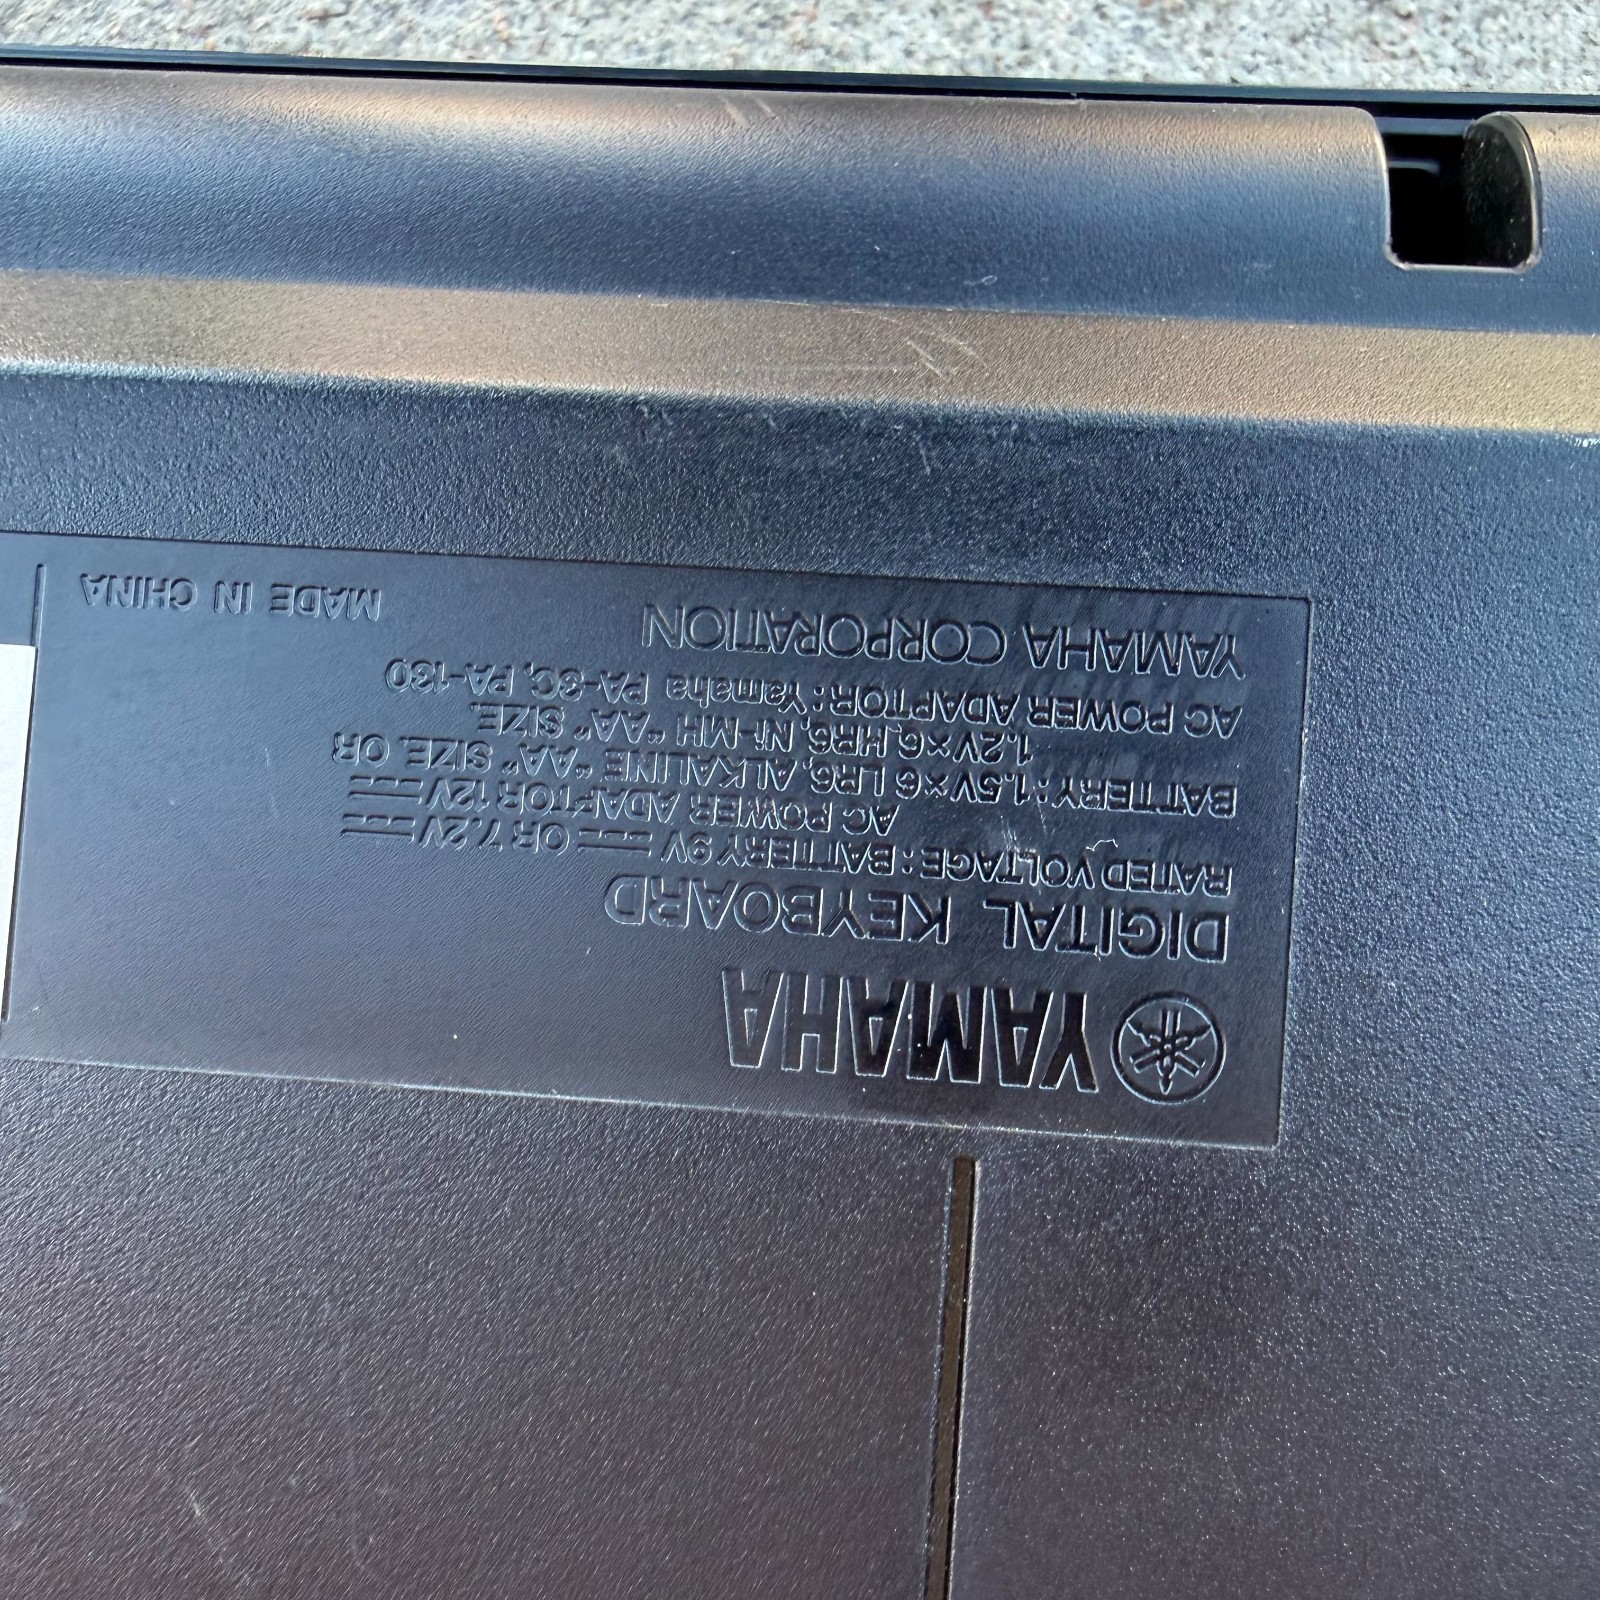 YAMAHA
DIGITAL KEYBOARD
RATED VOLTAGE : BATTERY 9V ⎓ OR 7.2V ⎓
AC POWER ADAPTOR 12V ⎓
BATTERY : 1.5V×6 LR6, ALKALINE "AA" SIZE, OR
1.2V×6, HR6, Ni-MH "AA" SIZE.
AC POWER ADAPTOR : Yamaha PA-3C, PA-130
YAMAHA CORPORATION
MADE IN CHINA